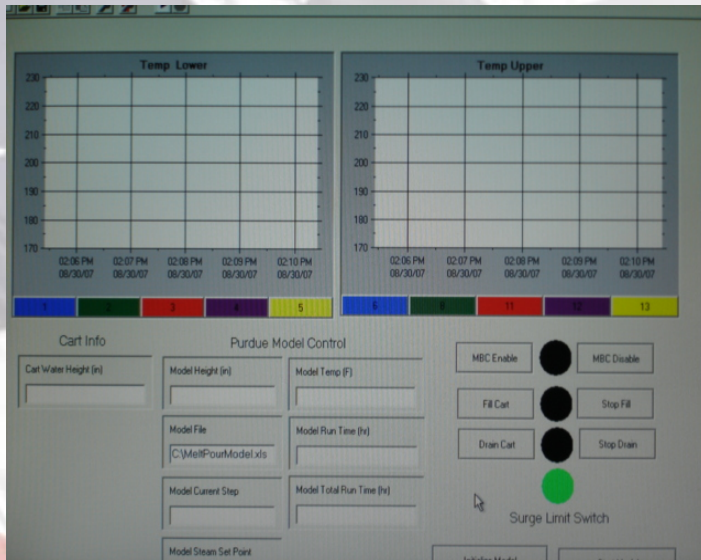 Temp Lower
230
220
210
200
190
180
170
02:06 PM 02:07 PM 02:08 PM 02:09 PM 02:10 PM
08/30/07 08/30/07 08/30/07 08/30/07 08/30/07
1 2 3 4 5
Temp Upper
230
220
210
200
190
180
170
02:06 PM 02:07 PM 02:08 PM 02:09 PM 02:10 PM
08/30/07 08/30/07 08/30/07 08/30/07 08/30/07
6 11 12 13
Cart Info
Cart Water Height (in)
Purdue Model Control
Model Height (in)
Model Temp (F)
Model File
C:\MeltPourModel.xls
Model Run Time (hr)
Model Current Step
Model Total Run Time (hr)
Model Steam Set Point
MBC Enable MBC Disable
Fill Cart Stop Fill
Drain Cart Stop Drain
Surge Limit Switch